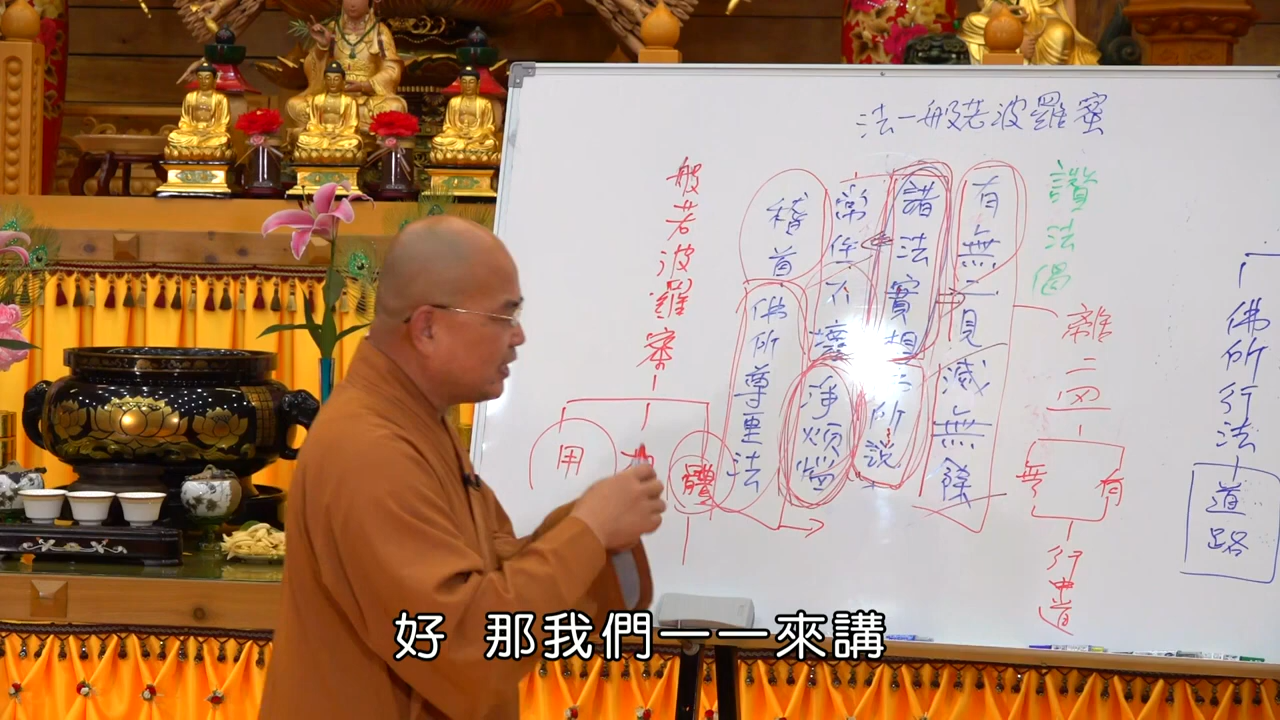 法一般若波羅蜜
佛所行法
道路
讚法偈
離二四
無 有
行中道
有無二見滅無除
諸法實相
所說
常住不壞淨煩惱
稽首佛所尊重法
般若波羅蜜
用 體
好 那我們一一來講